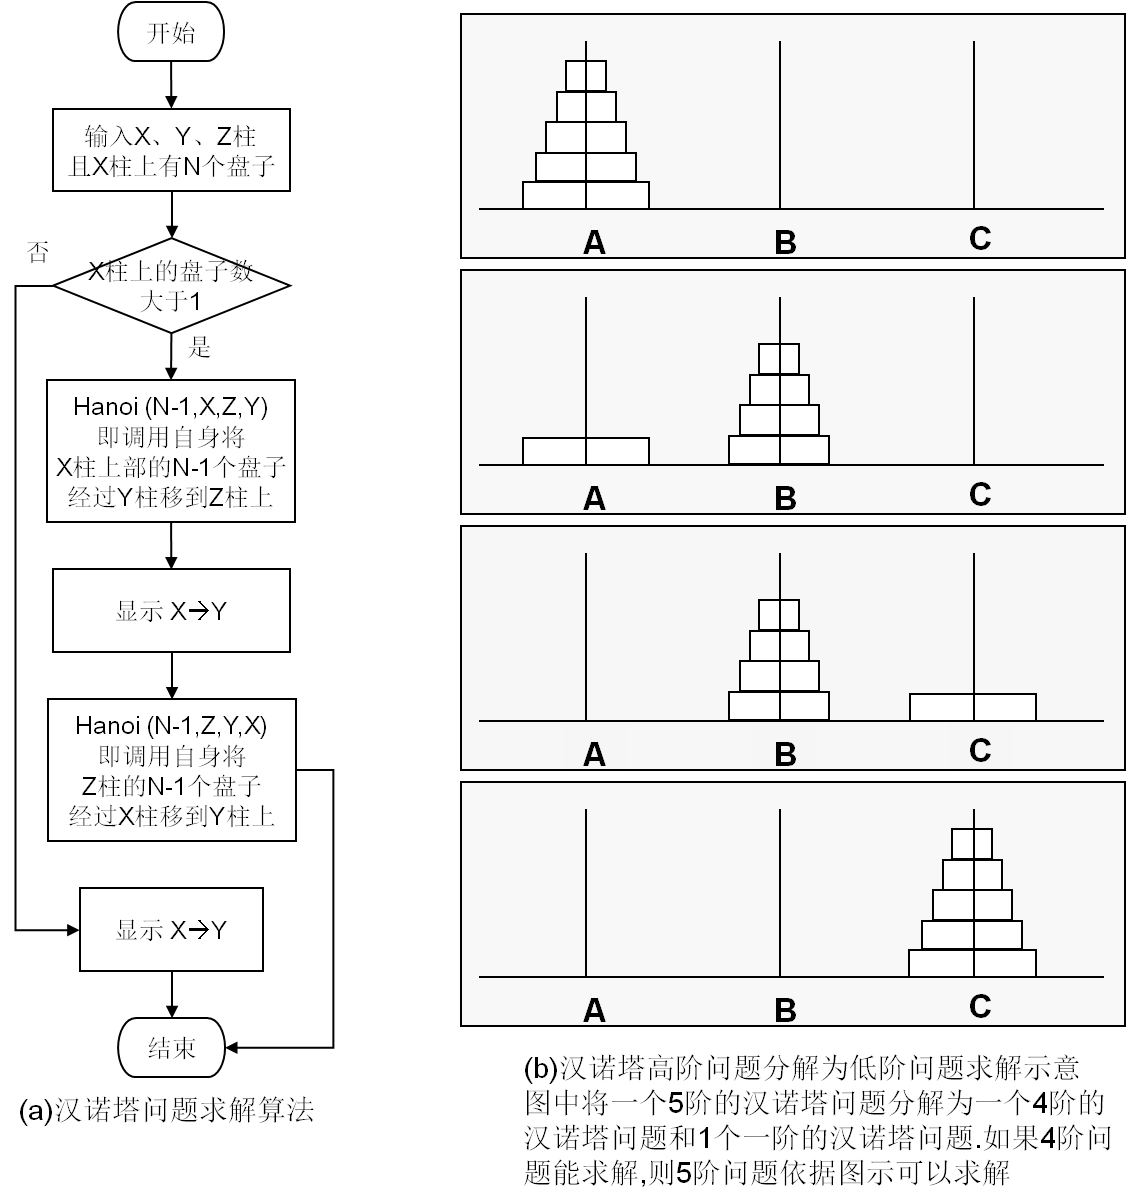 开始
输入X、Y、Z柱
且X柱上有N个盘子
否
X柱上的盘子数
大于1
是
Hanoi (N-1,X,Z,Y)
即调用自身将
X柱上部的N-1个盘子
经过Y柱移到Z柱上
显示 X→Y
Hanoi (N-1,Z,Y,X)
即调用自身将
Z柱的N-1个盘子
经过X柱移到Y柱上
显示 X→Y
结束
(a)汉诺塔问题求解算法
A B C
A B C
A B C
A B C
(b)汉诺塔高阶问题分解为低阶问题求解示意
图中将一个5阶的汉诺塔问题分解为一个4阶的
汉诺塔问题和1个一阶的汉诺塔问题.如果4阶问
题能求解,则5阶问题依据图示可以求解